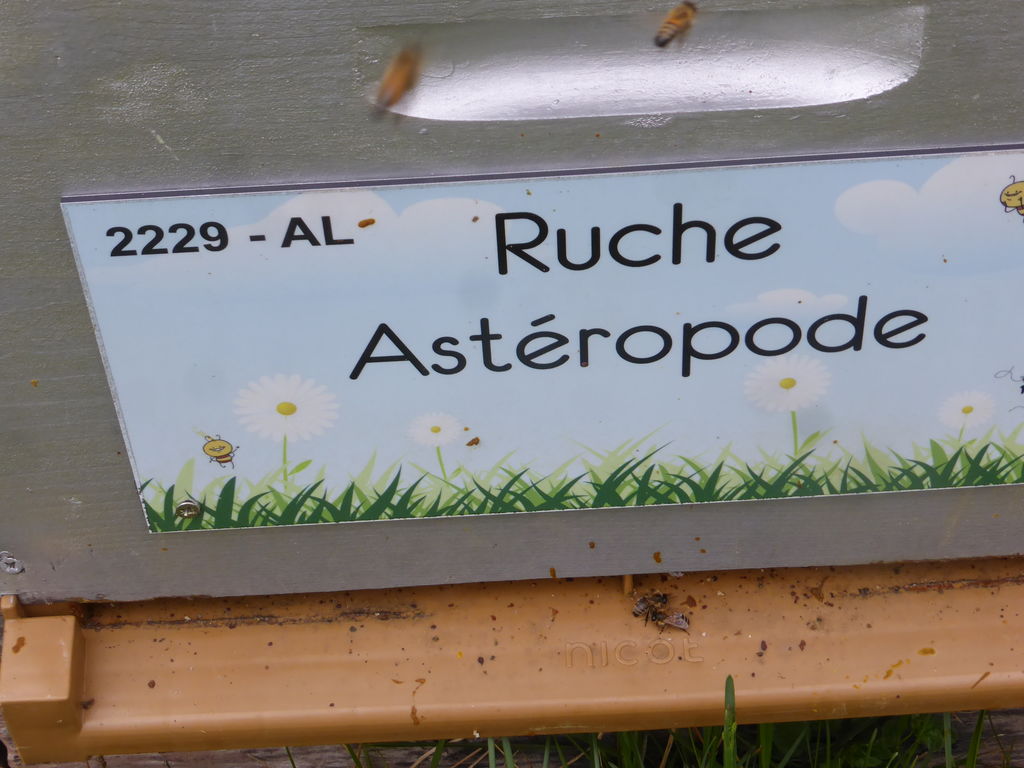 2229 - AL
Ruche
Astéropode
nicot